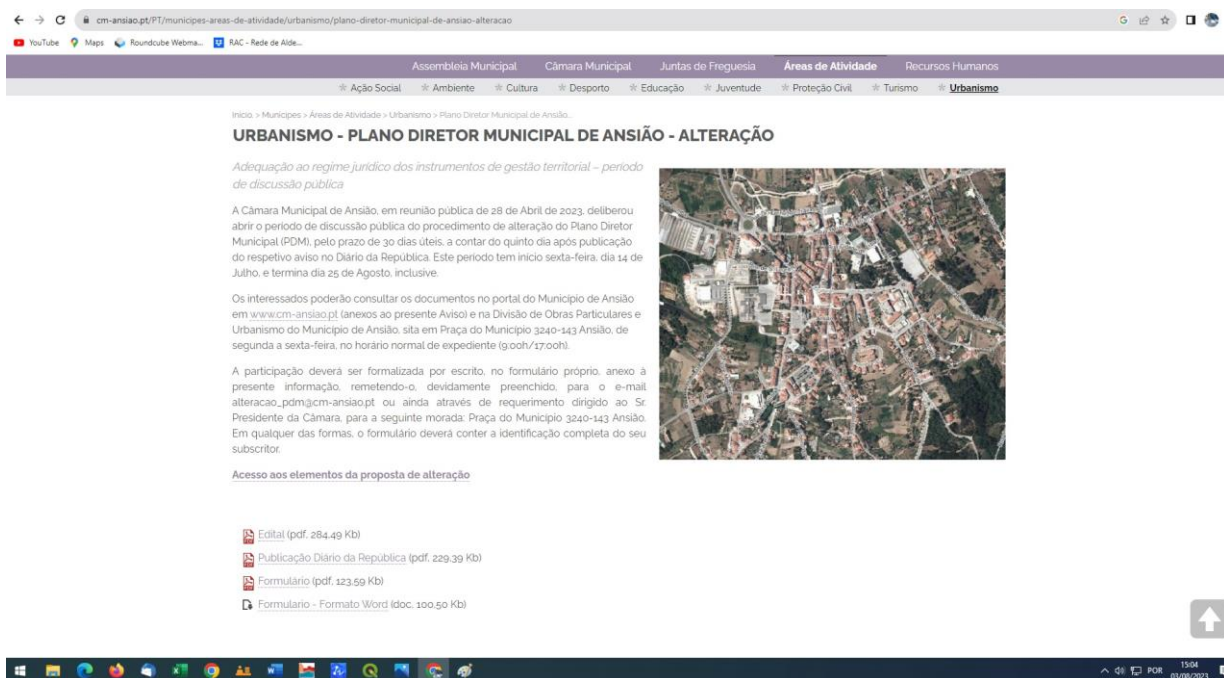 cm-ansiao.pt/PT/municipes-areas-de-atividade/urbanismo/plano-diretor-municipal-de-ansiao-alteracao
YouTube Maps Roundcube Webma... RAC - Rede de Alde...
Assembleia Municipal Câmara Municipal Juntas de Freguesia Áreas de Atividade Recursos Humanos
Ação Social Ambiente Cultura Desporto Educação Juventude Proteção Civil Turismo Urbanismo
Início > Munícipes > Áreas de Atividade > Urbanismo > Plano Diretor Municipal de Ansião...
URBANISMO - PLANO DIRETOR MUNICIPAL DE ANSIÃO - ALTERAÇÃO
Adequação ao regime jurídico dos instrumentos de gestão territorial – período
de discussão pública
A Câmara Municipal de Ansião, em reunião pública de 28 de Abril de 2023, deliberou
abrir o período de discussão pública do procedimento de alteração do Plano Diretor
Municipal (PDM), pelo prazo de 30 dias úteis, a contar do quinto dia após publicação
do respetivo aviso no Diário da República. Este período tem início sexta-feira, dia 14 de
Julho, e termina dia 25 de Agosto, inclusive.
Os interessados poderão consultar os documentos no portal do Município de Ansião
em www.cm-ansiao.pt (anexos ao presente Aviso) e na Divisão de Obras Particulares e
Urbanismo do Município de Ansião, sita em Praça do Município 3240-143 Ansião, de
segunda a sexta-feira, no horário normal de expediente (9:00h/17:00h).
A participação deverá ser formalizada por escrito, no formulário próprio, anexo à
presente informação, remetendo-o, devidamente preenchido, para o e-mail
alteracao_pdm@cm-ansiao.pt ou ainda através de requerimento dirigido ao Sr.
Presidente da Câmara, para a seguinte morada: Praça do Município 3240-143 Ansião.
Em qualquer das formas, o formulário deverá conter a identificação completa do seu
subscritor.
Acesso aos elementos da proposta de alteração
Edital (pdf, 284,49 Kb)
Publicação Diário da República (pdf, 229,39 Kb)
Formulário (pdf, 123,59 Kb)
Formulario - Formato Word (doc, 100,50 Kb)
POR
15:04
03/08/2023